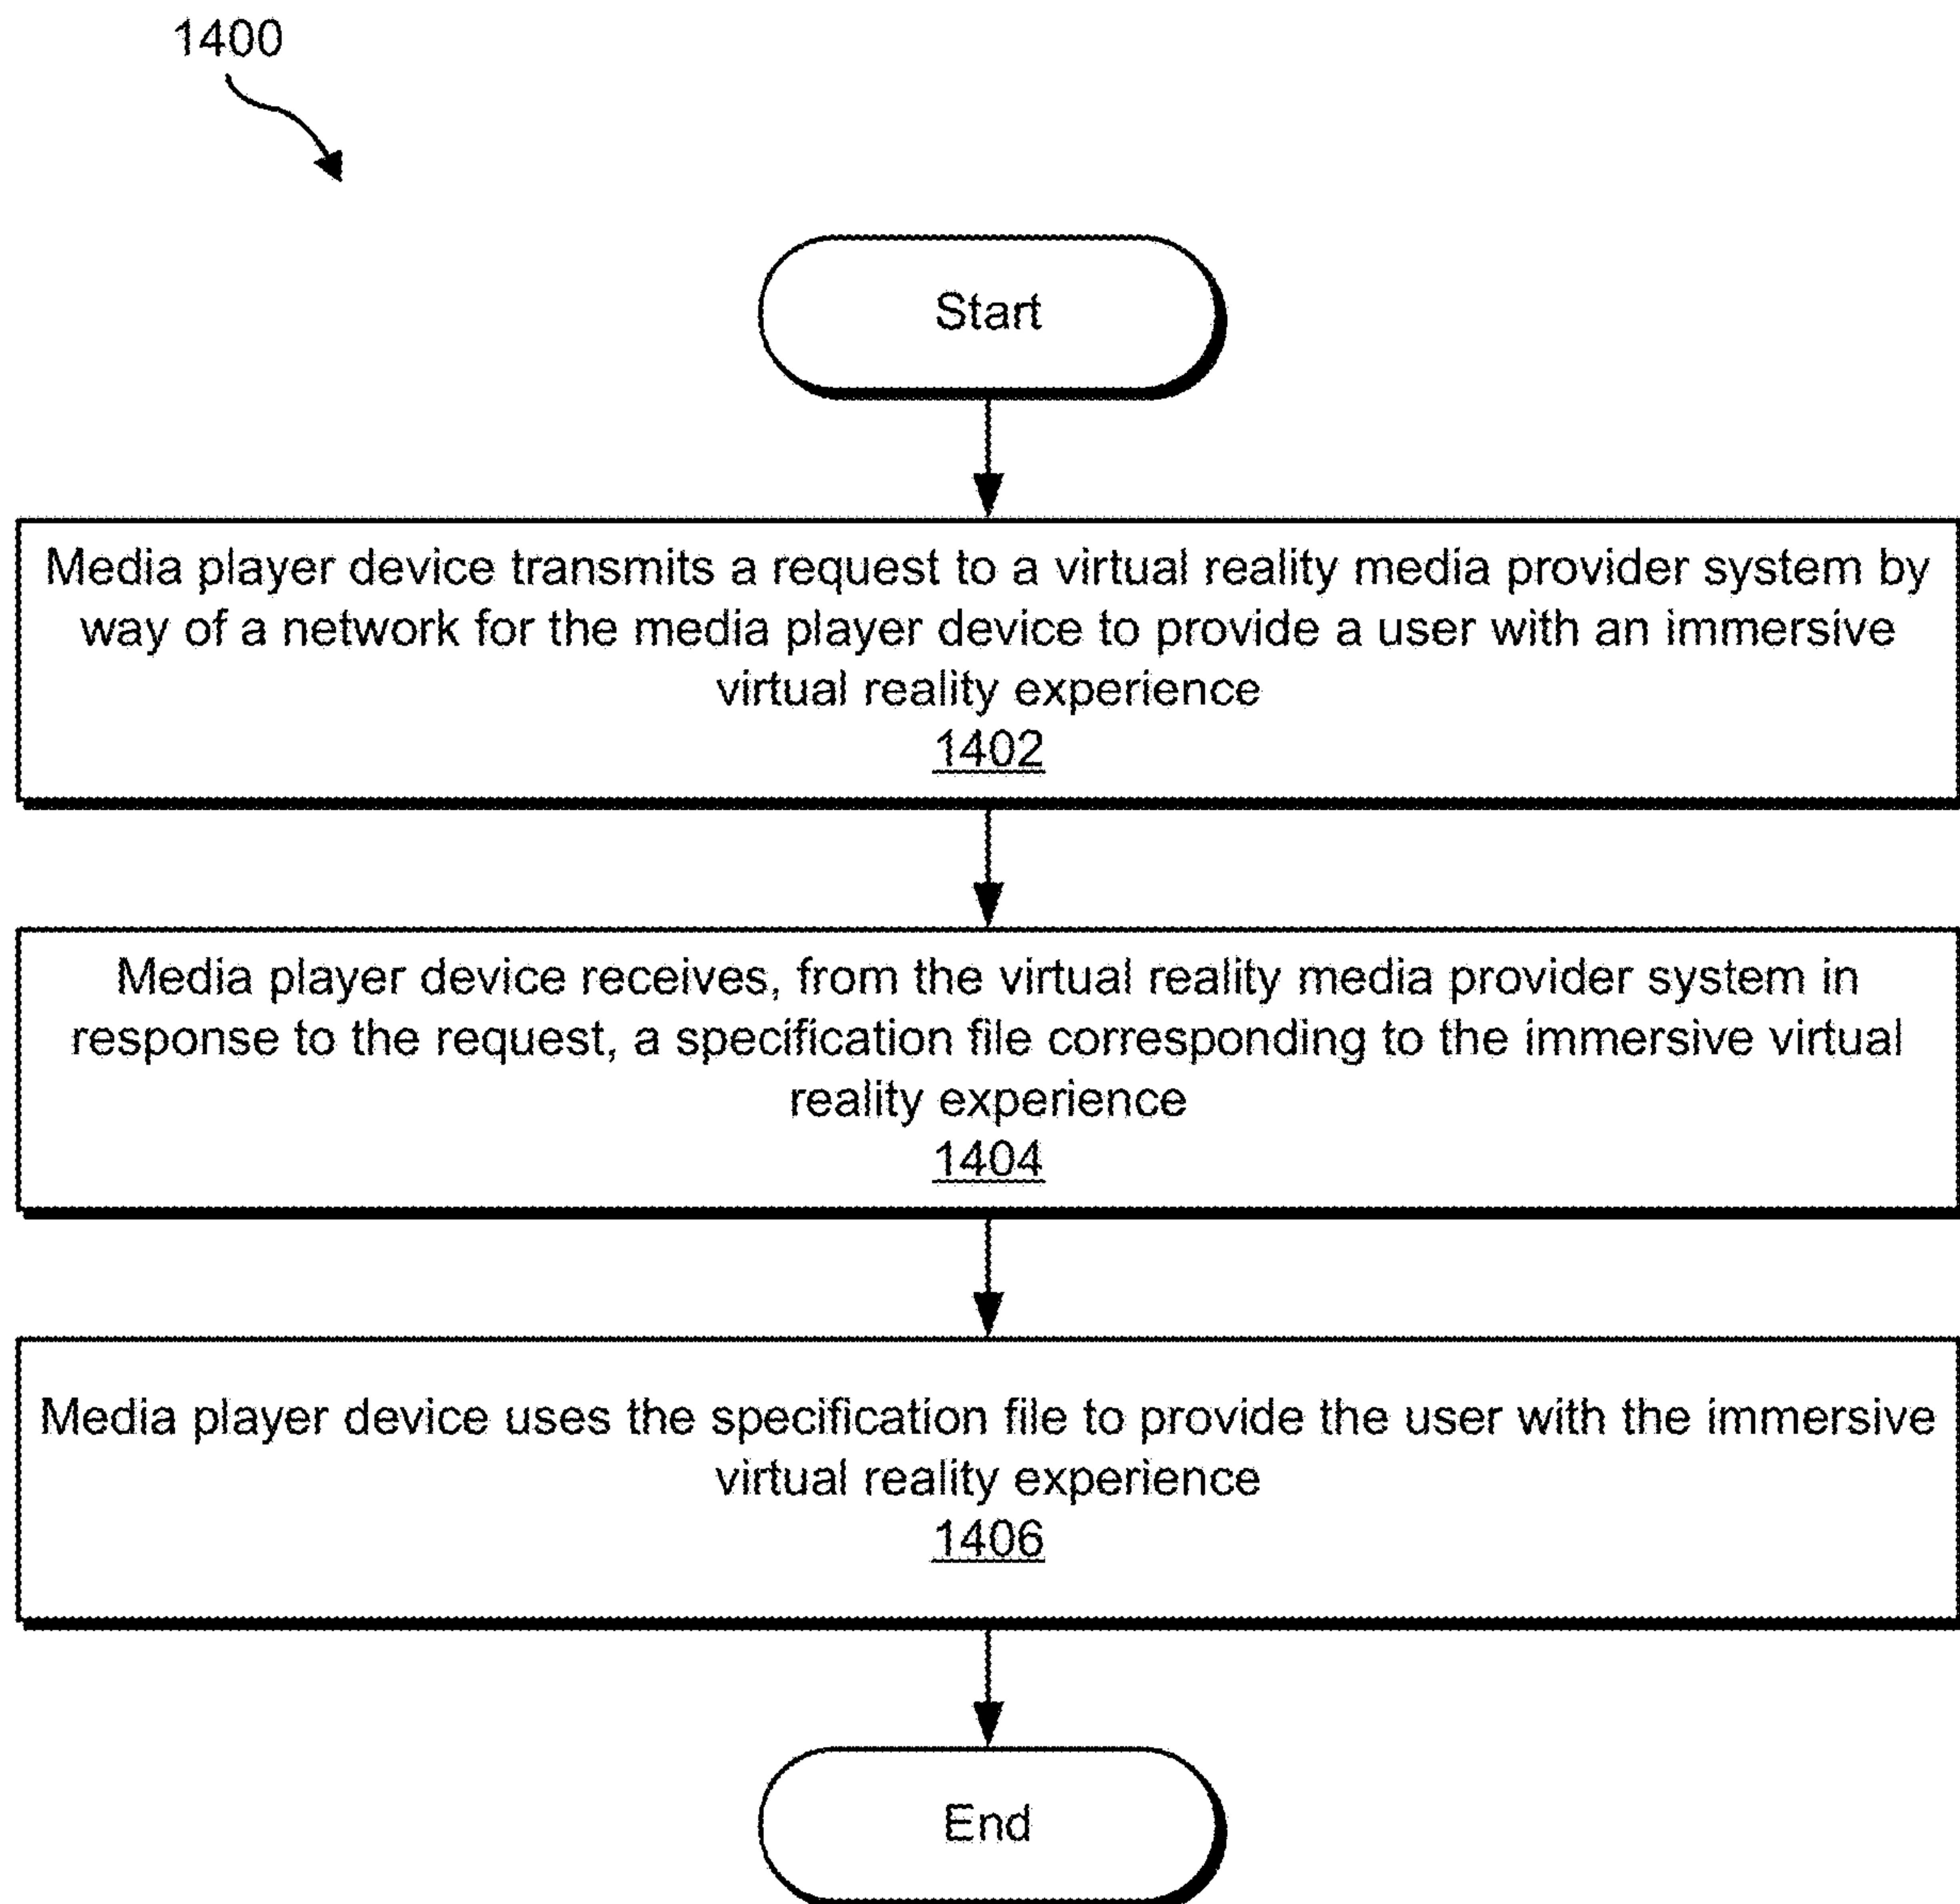 1400
Start
Media player device transmits a request to a virtual reality media provider system by
way of a network for the media player device to provide a user with an immersive
virtual reality experience
1402
Media player device receives, from the virtual reality media provider system in
response to the request, a specification file corresponding to the immersive virtual
reality experience
1404
Media player device uses the specification file to provide the user with the immersive
virtual reality experience
1406
End